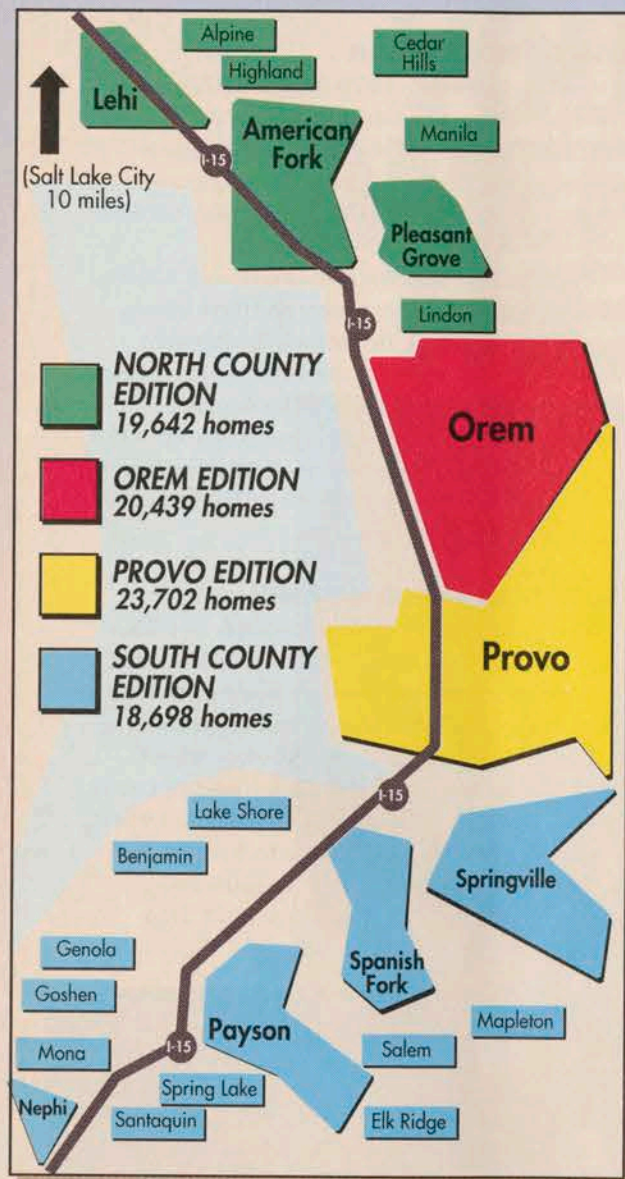 Alpine
Cedar
Hills
Highland
Lehi
American
Fork
Manila
I-15
(Salt Lake City
10 miles)
Pleasant
Grove
Lindon
I-15
NORTH COUNTY
EDITION
19,642 homes
Orem
OREM EDITION
20,439 homes
PROVO EDITION
23,702 homes
Provo
SOUTH COUNTY
EDITION
18,698 homes
I-15
Lake Shore
Benjamin
Springville
Genola
Spanish
Fork
Goshen
Payson
Mapleton
I-15
Mona
Salem
Spring Lake
Nephi
Santaquin
Elk Ridge